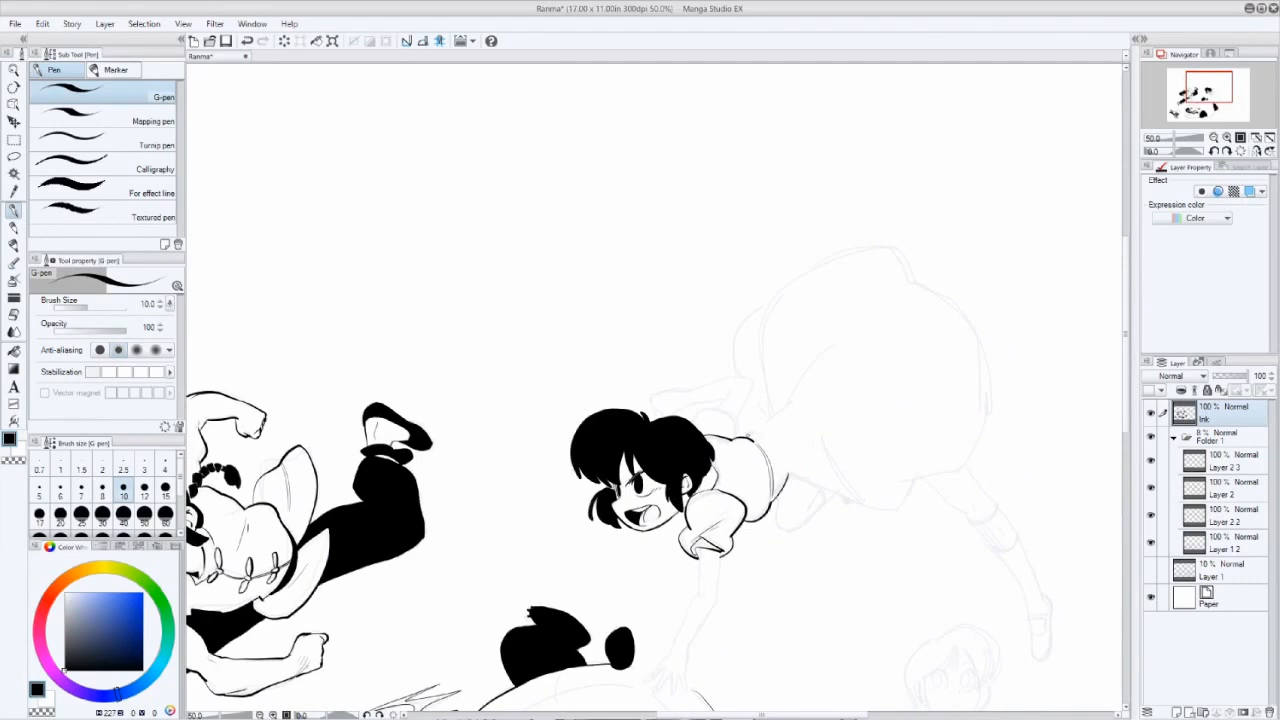 Ranma* (17.00 x 11.00in 300dpi 50.0%) - Manga Studio EX
File Edit Story Layer Selection View Filter Window Help
Sub Tool [Pen]
Ranma*
Navigator
Pen Marker
G-pen
Mapping pen
Turnip pen
Calligraphy
For effect line
Textured pen
Tool property [G-pen]
G-pen
Brush Size 10.0
Opacity 100
Anti-aliasing
Stabilization
Vector magnet
Brush size [G-pen]
0.7 1 1.5 2 2.5 3 4
5 6 7 8 10 12 15
17 20 25 30 40 50 60
Color Whe
227 0 0
50.0 0.0
50.0
0.0
Layer Property
Effect
Expression color
Color
Layer
Normal 100
100 % Normal
Ink
8 % Normal
Folder 1
100 % Normal
Layer 2 3
100 % Normal
Layer 2
100 % Normal
Layer 2 2
100 % Normal
Layer 1 2
10 % Normal
Layer 1
Paper